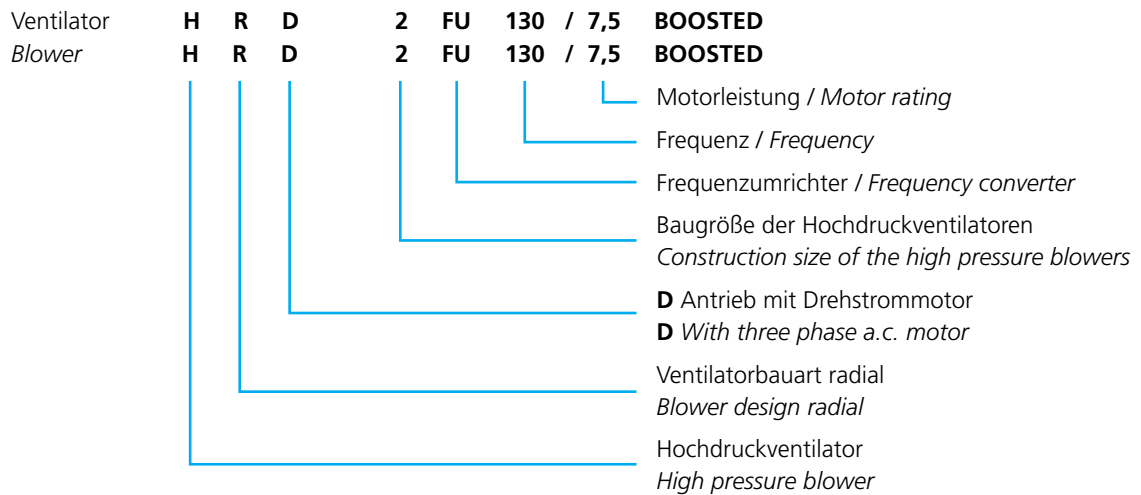 Ventilator H R D 2 FU 130 / 7,5 BOOSTED
Blower H R D 2 FU 130 / 7,5 BOOSTED
Motorleistung / Motor rating
Frequenz / Frequency
Frequenzumrichter / Frequency converter
Baugröße der Hochdruckventilatoren
Construction size of the high pressure blowers
D Antrieb mit Drehstrommotor
D With three phase a.c. motor
Ventilatorbauart radial
Blower design radial
Hochdruckventilator
High pressure blower